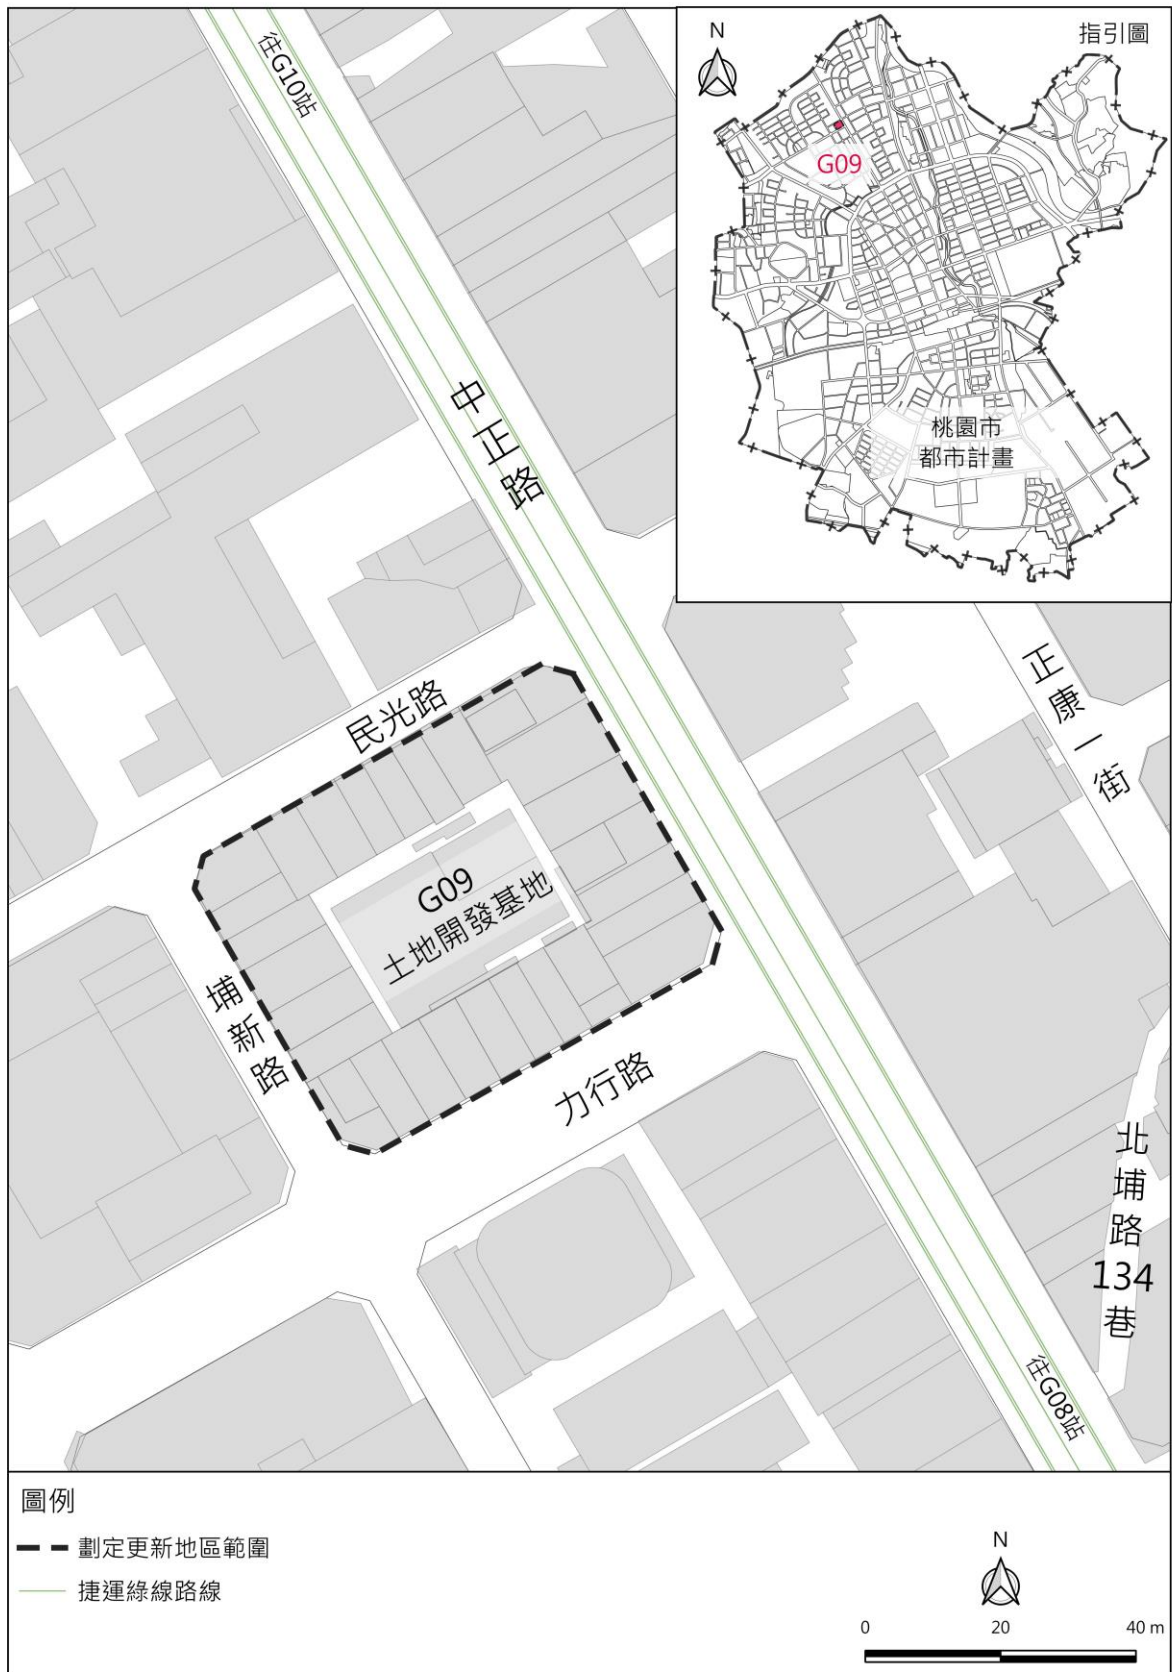 往G10站
N
指引圖
G09
桃園市
都市計畫
中正路
正康一街
民光路
G09
土地開發基地
埔新路
力行路
北埔路134巷
往G08站
圖例
劃定更新地區範圍
捷運綠線路線
N
0 20 40 m